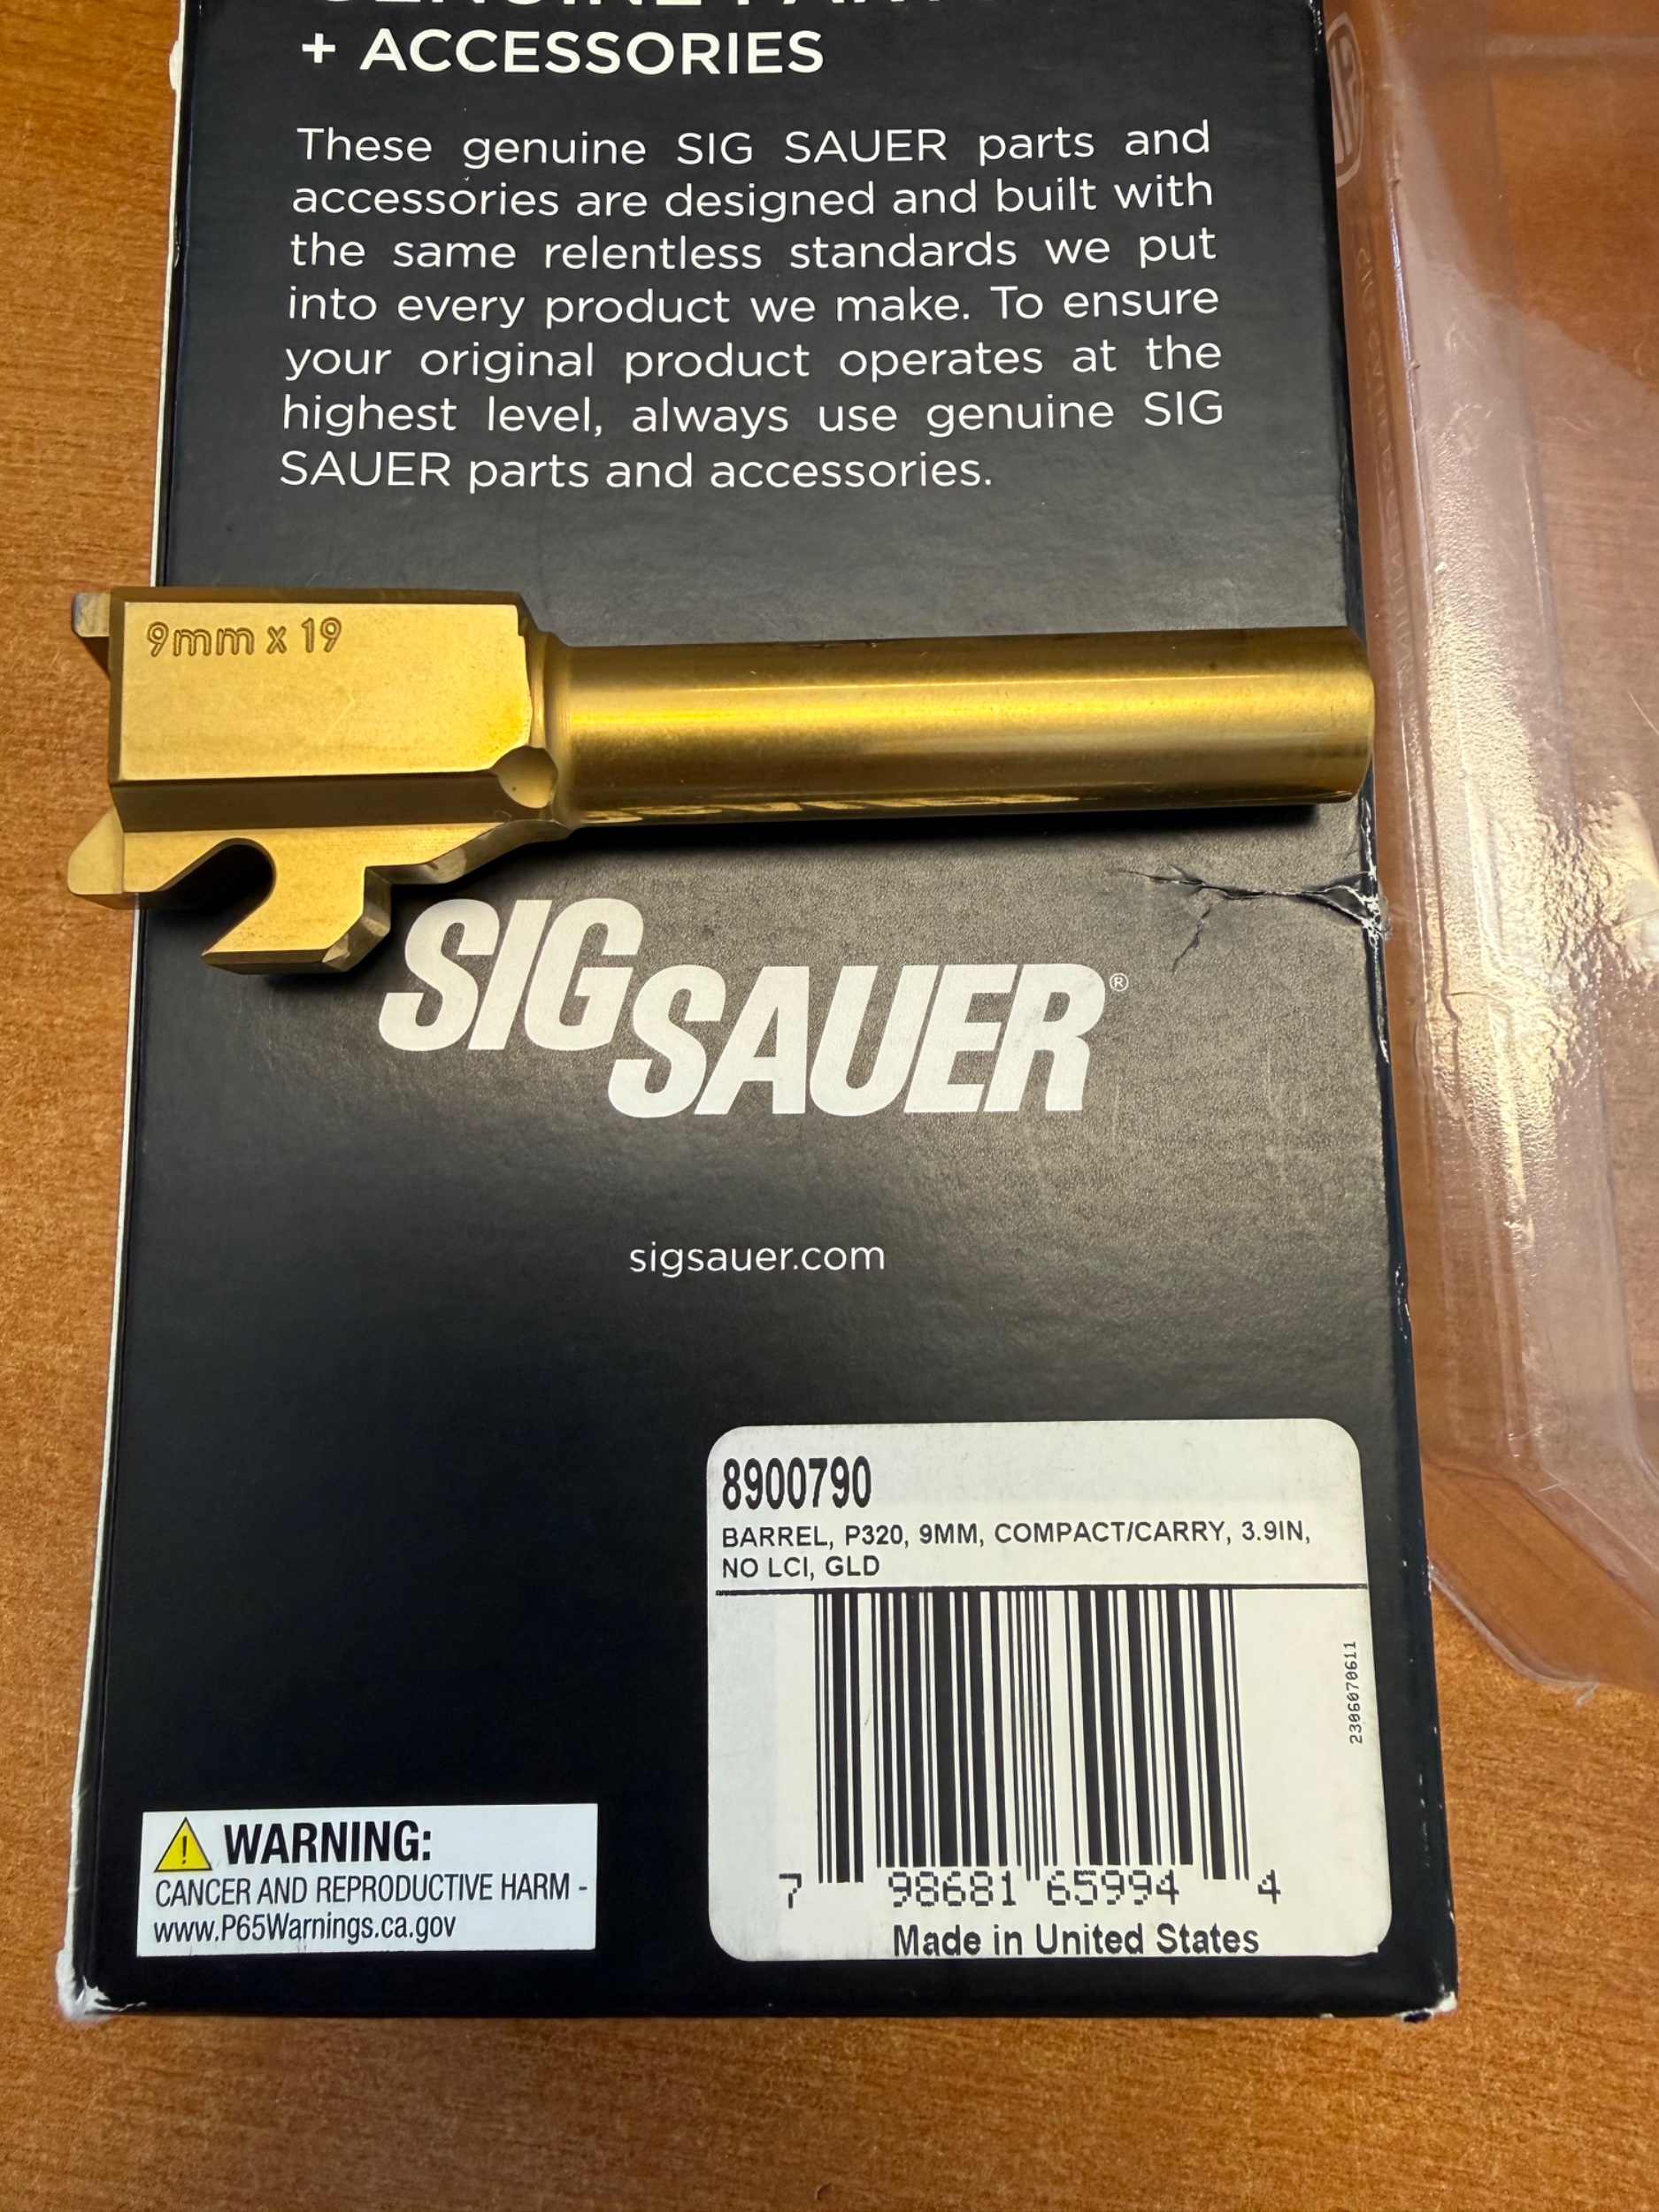 GENUINE PARTS
+ ACCESSORIES
These genuine SIG SAUER parts and
accessories are designed and built with
the same relentless standards we put
into every product we make. To ensure
your original product operates at the
highest level, always use genuine SIG
SAUER parts and accessories.
9mm x 19
SIG SAUER®
sigsauer.com
8900790
BARREL, P320, 9MM, COMPACT/CARRY, 3.9IN,
NO LCI, GLD
2306070611
7 98681 65994 4
Made in United States
WARNING:
CANCER AND REPRODUCTIVE HARM -
www.P65Warnings.ca.gov